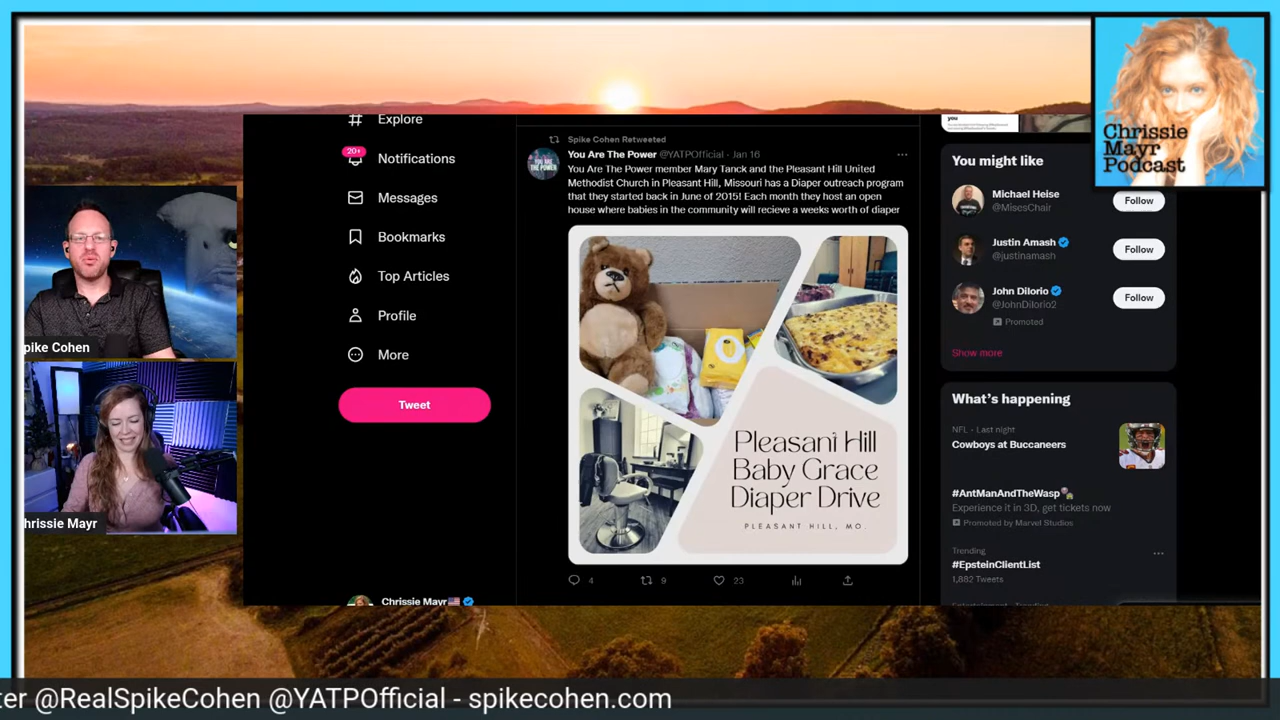 Chrissie
Mayr
Podcast
pike Cohen
hrissie Mayr
Explore
20+
Notifications
Messages
Bookmarks
Top Articles
Profile
More
Tweet
Chrissie Mayr
Spike Cohen Retweeted
You Are The Power @YATPOfficial · Jan 16
You Are The Power member Mary Tanck and the Pleasant Hill United
Methodist Church in Pleasant Hill, Missouri has a Diaper outreach program
that they started back in June of 2015! Each month they host an open
house where babies in the community will recieve a weeks worth of diaper
YOU ARE
THE POWER
Pleasant Hill
Baby Grace
Diaper Drive
PLEASANT HILL, MO.
4
9
23
you
You might like
Michael Heise
@MisesChair
Follow
Justin Amash
@justinamash
Follow
John DiIorio
@JohnDiIorio2
Follow
Promoted
Show more
What's happening
NFL · Last night
Cowboys at Buccaneers
#AntManAndTheWasp
Experience it in 3D, get tickets now
Promoted by Marvel Studios
Trending
#EpsteinClientList
1,882 Tweets
ter @RealSpikeCohen @YATPOfficial - spikecohen.com